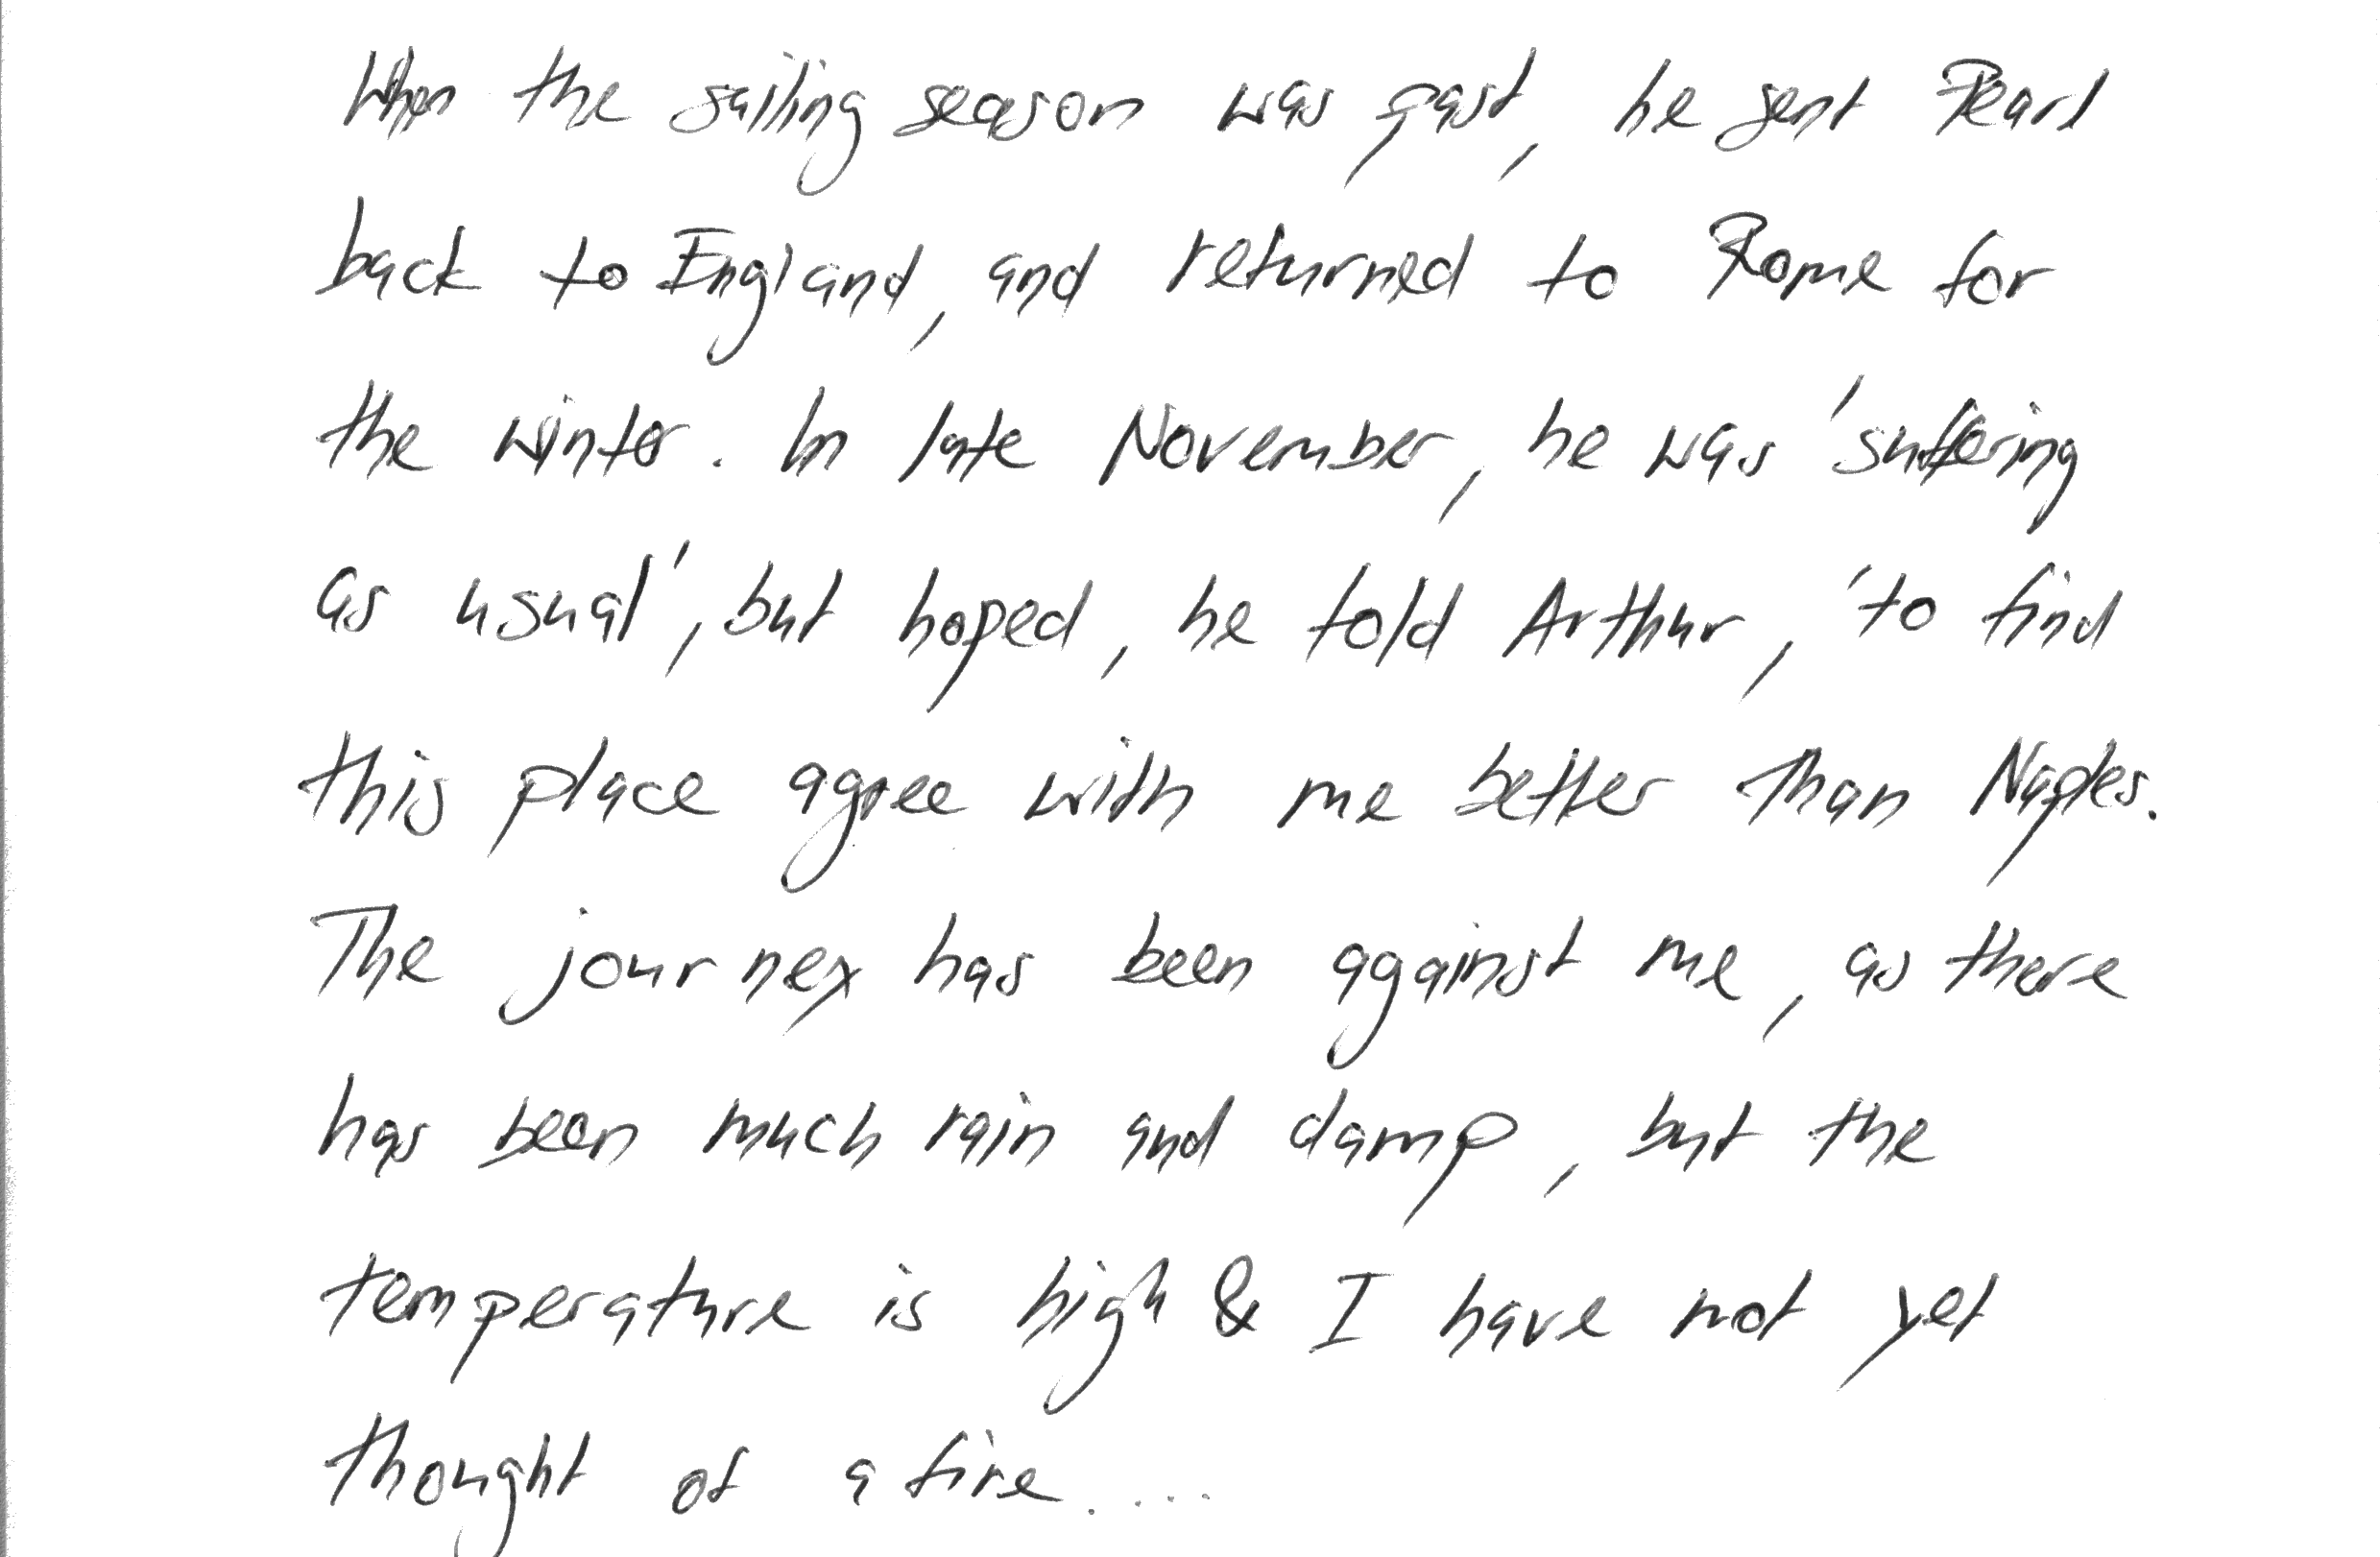 When the sailing season was past, he sent Pearl
back to England, and returned to Rome for
the winter. In late November, he was 'suffering
as usual', but hoped, he told Arthur, 'to find
this place agree with me better than Naples.
The journey has been against me, as there
has been much rain and damp, but the
temperature is high & I have not yet
thought of a fire....